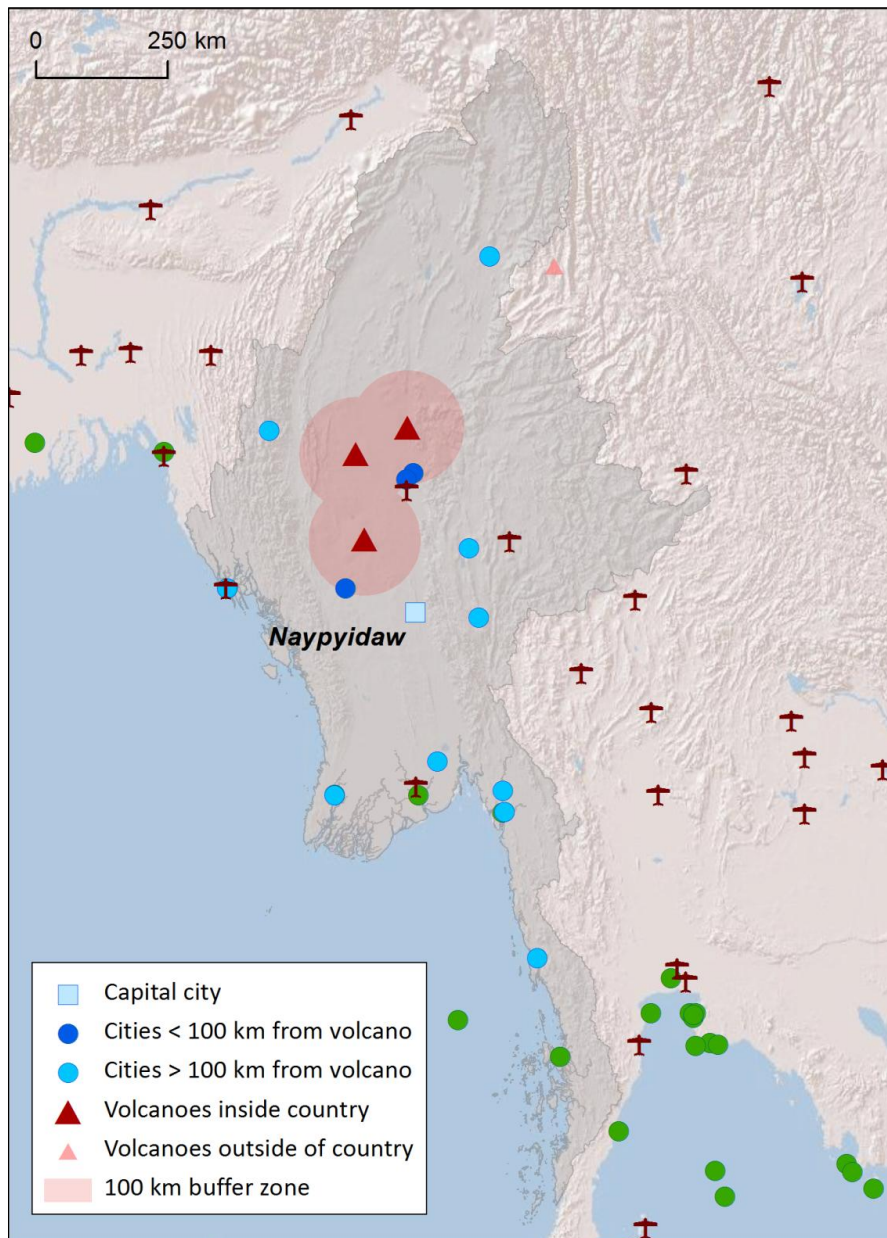 0 250 km
Naypyidaw
Capital city
Cities < 100 km from volcano
Cities > 100 km from volcano
Volcanoes inside country
Volcanoes outside of country
100 km buffer zone